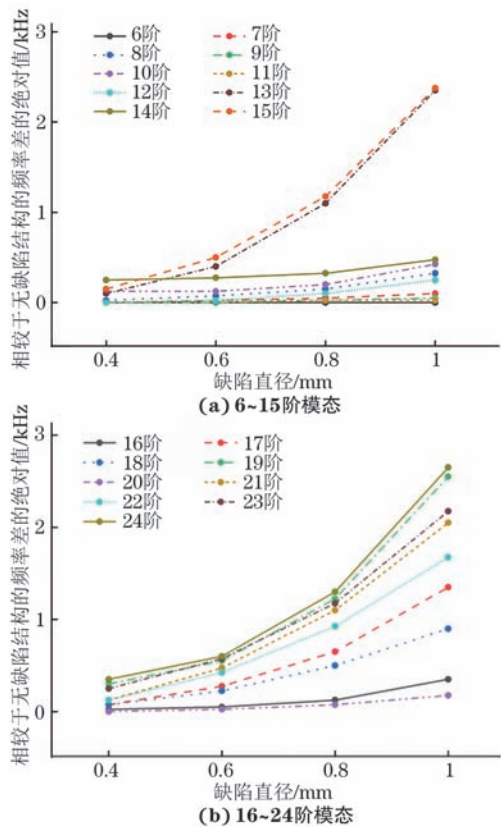 相较于无缺陷结构的频率差的绝对值/kHz
3
2
1
0
6阶 7阶
8阶 9阶
10阶 11阶
12阶 13阶
14阶 15阶
0.4 0.6 0.8 1
缺陷直径/mm
(a) 6~15阶模态
相较于无缺陷结构的频率差的绝对值/kHz
3
2
1
0
16阶 17阶
18阶 19阶
20阶 21阶
22阶 23阶
24阶
0.4 0.6 0.8 1
缺陷直径/mm
(b) 16~24阶模态